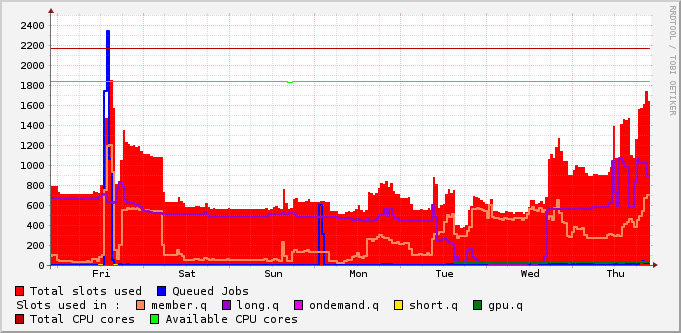 RRDTOOL / TOBI OETIKER
2400
2200
2000
1800
1600
1400
1200
1000
800
600
400
200
0
Fri Sat Sun Mon Tue Wed Thu
Total slots used Queued Jobs
Slots used in : member.q long.q ondemand.q short.q gpu.q
Total CPU cores Available CPU cores